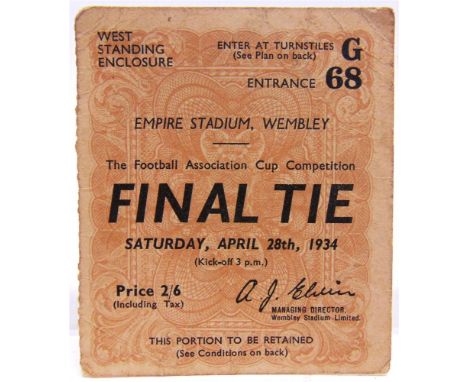 WEST
STANDING
ENCLOSURE
ENTER AT TURNSTILES G
(See Plan on back)
ENTRANCE 68
EMPIRE STADIUM, WEMBLEY
The Football Association Cup Competition
FINAL TIE
SATURDAY, APRIL 28th, 1934
(Kick-off 3 p.m.)
Price 2/6
(Including Tax)
A. J. Elvin
MANAGING DIRECTOR.
Wembley Stadium Limited.
THIS PORTION TO BE RETAINED
(See Conditions on back)